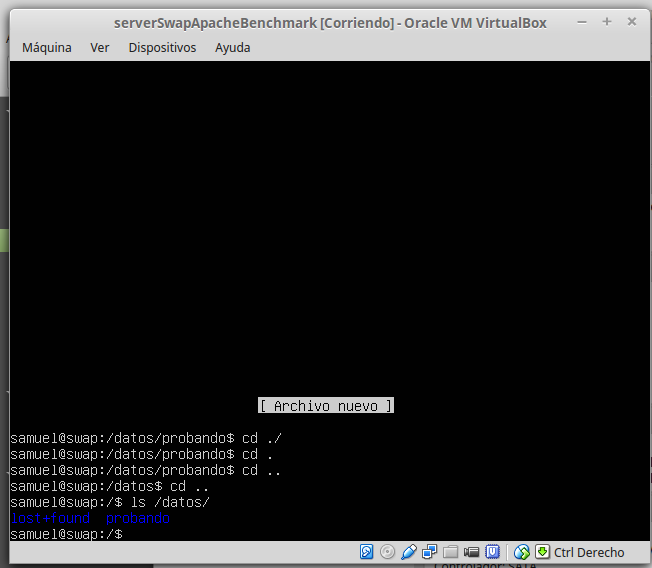 serverSwapApacheBenchmark [Corriendo] - Oracle VM VirtualBox
Máquina Ver Dispositivos Ayuda
[ Archivo nuevo ]
samuel@swap:/datos/probando$ cd ./
samuel@swap:/datos/probando$ cd .
samuel@swap:/datos/probando$ cd ..
samuel@swap:/datos$ cd ..
samuel@swap:/$ ls /datos/
lost+found probando
samuel@swap:/$
Ctrl Derecho